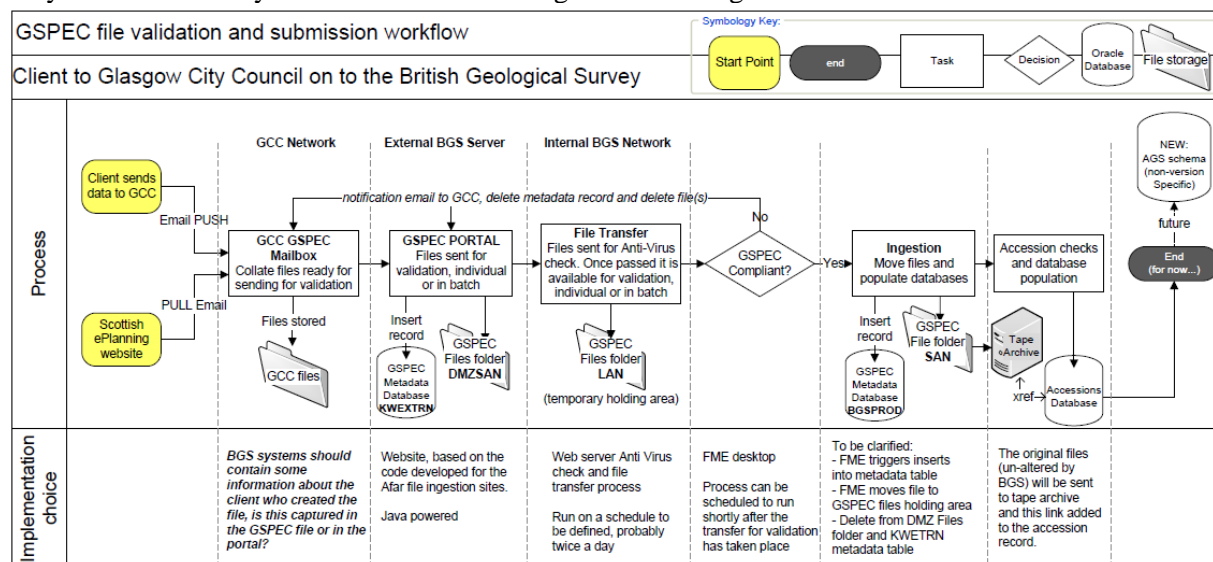 GSPEC file validation and submission workflow
Client to Glasgow City Council on to the British Geological Survey
Symbology Key:
Start Point
end
Task
Decision
Oracle
Database
File storage
Process
GCC Network
External BGS Server
Internal BGS Network
Client sends
data to GCC
Email PUSH
Scottish
ePlanning
website
PULL Email
notification email to GCC, delete metadata record and delete file(s)
GCC GSPEC
Mailbox
Collate files ready for
sending for validation
Files stored
GCC files
GSPEC PORTAL
Files sent for
validation, individual
or in batch
Insert
record
GSPEC
Metadata
Database
KWEXTRN
GSPEC
Files folder
DMZSAN
File Transfer
Files sent for Anti-Virus
check. Once passed it is
available for validation,
individual or in batch
GSPEC
Files folder
LAN
(temporary holding area)
No
GSPEC
Compliant?
Yes
Ingestion
Move files and
populate databases
Insert
record
GSPEC
Metadata
Database
BGSPROD
GSPEC
File folder
SAN
Accession checks
and database
population
Tape
Archive
xref
Accessions
Database
NEW:
AGS schema
(non-version
Specific)
future
End
(for now...)
Implementation
choice
BGS systems should
contain some
information about the
client who created the
file, is this captured in
the GSPEC file or in the
portal?
Website, based on the
code developed for the
Afar file ingestion sites.
Java powered
Web server Anti Virus
check and file
transfer process
Run on a schedule to
be defined, probably
twice a day
FME desktop
Process can be
scheduled to run
shortly after the
transfer for validation
has taken place
To be clarified:
- FME triggers inserts
into metadata table
- FME moves file to
GSPEC files holding area
- Delete from DMZ Files
folder and KWETRN
metadata table
The original files
(un-altered by
BGS) will be sent
to tape archive
and this link added
to the accession
record.